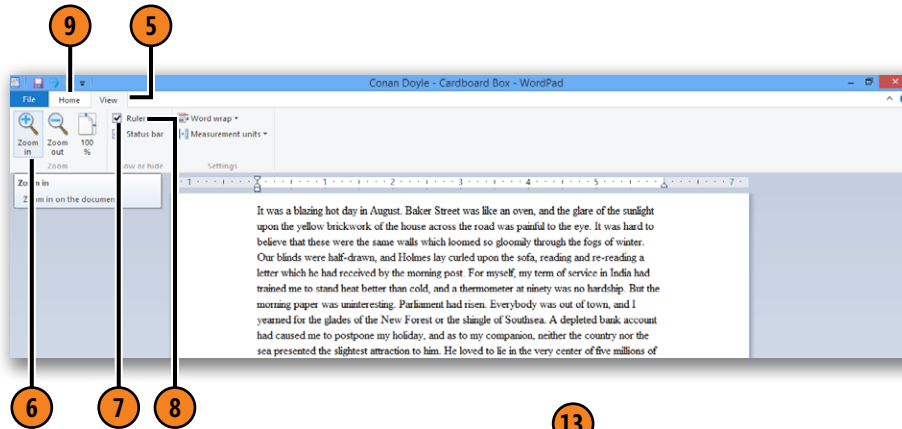 9
5
Conan Doyle - Cardboard Box - WordPad
File Home View
Zoom in
Zoom out
100 %
Ruler
Status bar
Word wrap
Measurement units
Zoom
ow or hide
Settings
Zo m in
Z om in on the documen
1 1 2 3 4 5 7
It was a blazing hot day in August. Baker Street was like an oven, and the glare of the sunlight
upon the yellow brickwork of the house across the road was painful to the eye. It was hard to
believe that these were the same walls which loomed so gloomily through the fogs of winter.
Our blinds were half-drawn, and Holmes lay curled upon the sofa, reading and re-reading a
letter which he had received by the morning post. For myself, my term of service in India had
trained me to stand heat better than cold, and a thermometer at ninety was no hardship. But the
morning paper was uninteresting. Parliament had risen. Everybody was out of town, and I
yearned for the glades of the New Forest or the shingle of Southsea. A depleted bank account
had caused me to postpone my holiday, and as to my companion, neither the country nor the
sea presented the slightest attraction to him. He loved to lie in the very center of five millions of
6
7
8
13